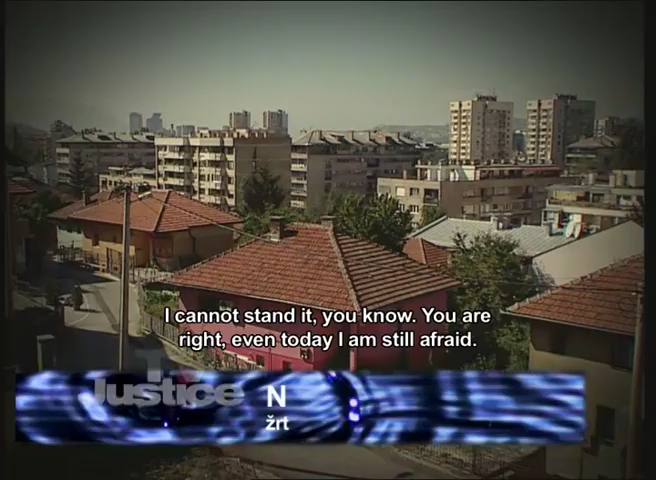 I cannot stand it, you know. You are
right, even today I am still afraid.
Justice
N
žrt